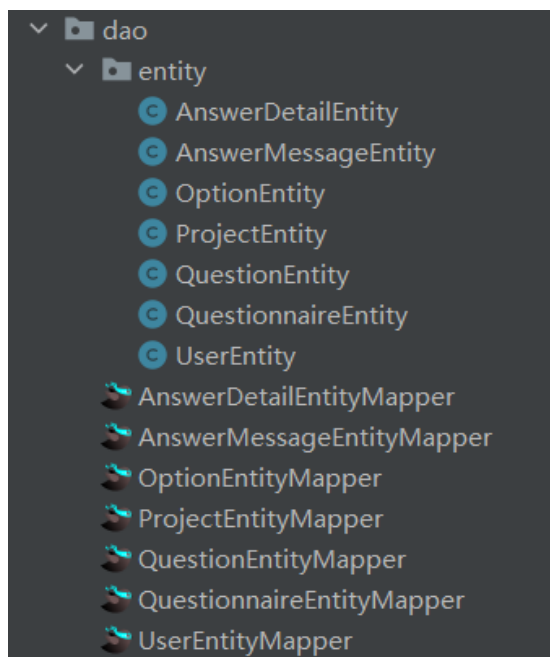 dao
entity
AnswerDetailEntity
AnswerMessageEntity
OptionEntity
ProjectEntity
QuestionEntity
QuestionnaireEntity
UserEntity
AnswerDetailEntityMapper
AnswerMessageEntityMapper
OptionEntityMapper
ProjectEntityMapper
QuestionEntityMapper
QuestionnaireEntityMapper
UserEntityMapper